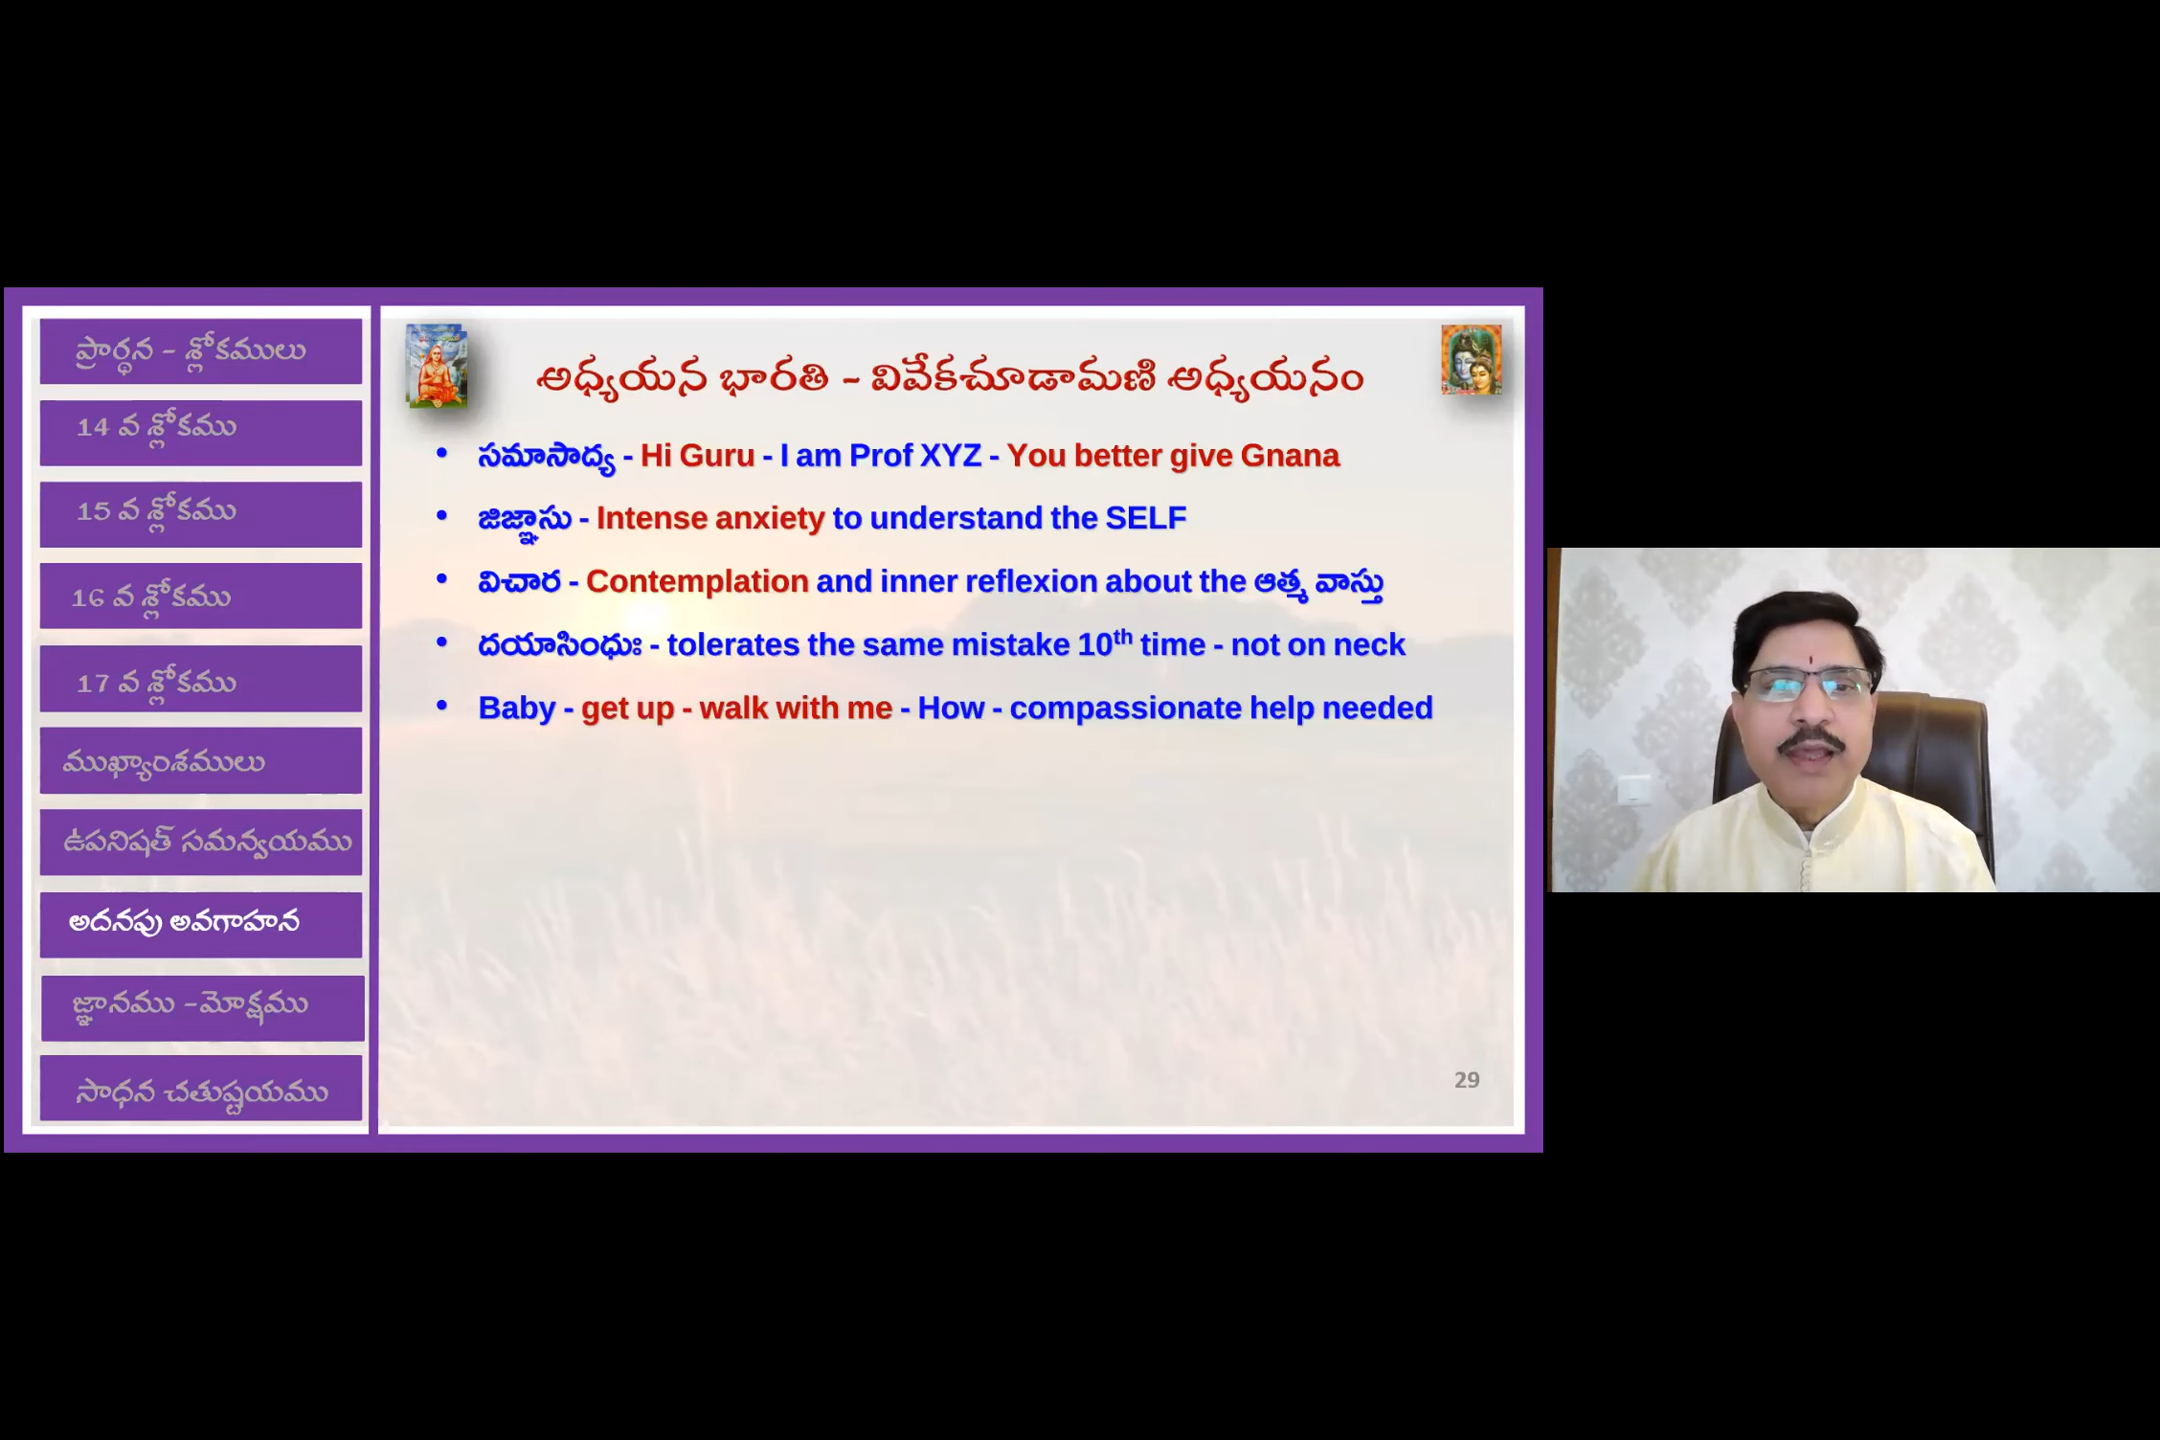 ప్రార్థన - శ్లోకములు
14 వ శ్లోకము
15 వ శ్లోకము
16 వ శ్లోకము
17 వ శ్లోకము
ముఖ్యాంశములు
ఉపనిషత్ సమన్వయము
అదనపు అవగాహన
జ్ఞానము -మోక్షము
సాధన చతుష్టయము
అధ్యయన భారతి - వివేకచూడామణి అధ్యయనం
• సమాసాద్య - Hi Guru - I am Prof XYZ - You better give Gnana
• జిజ్ఞాసు - Intense anxiety to understand the SELF
• విచార - Contemplation and inner reflexion about the ఆత్మ వాస్తు
• దయాసింధుః - tolerates the same mistake 10th time - not on neck
• Baby - get up - walk with me - How - compassionate help needed
29